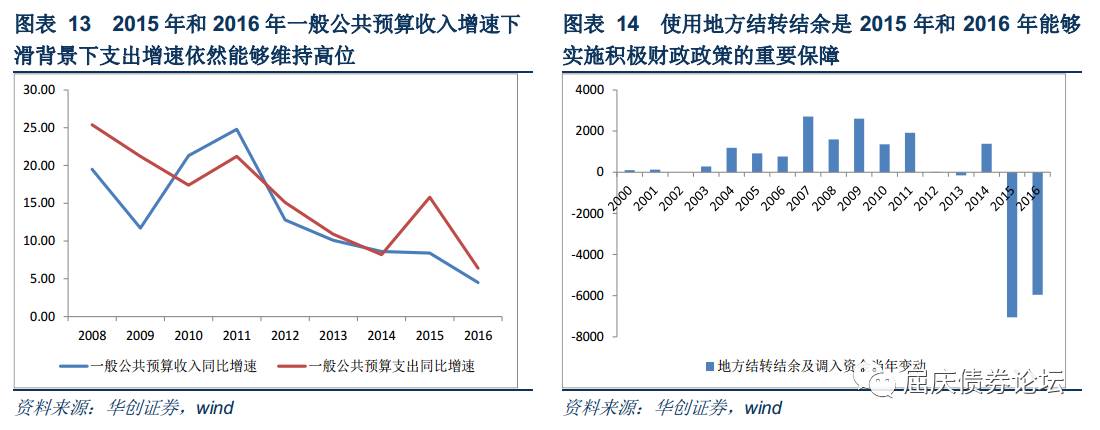 图表 13 2015 年和 2016 年一般公共预算收入增速下
滑背景下支出增速依然能够维持高位
30.00
25.00
20.00
15.00
10.00
5.00
0.00
2008 2009 2010 2011 2012 2013 2014 2015 2016
一般公共预算收入同比增速 一般公共预算支出同比增速
资料来源：华创证券，wind
图表 14 使用地方结转结余是 2015 年和 2016 年能够
实施积极财政政策的重要保障
4000
2000
0
-2000
-4000
-6000
-8000
2000 2001 2002 2003 2004 2005 2006 2007 2008 2009 2010 2011 2012 2013 2014 2015 2016
地方结转结余及调入资金当年变动
屈庆债券论坛
资料来源：华创证券，wind